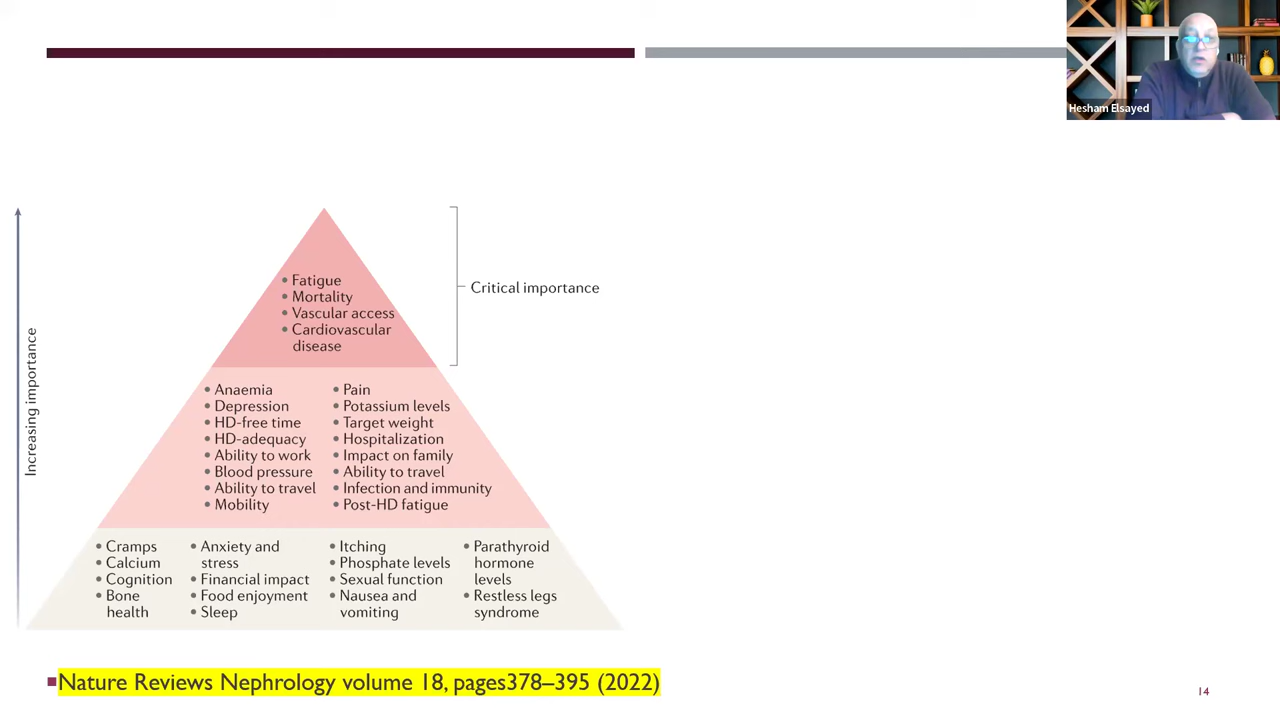 Hesham Elsayed
Increasing importance
• Fatigue
• Mortality
• Vascular access
• Cardiovascular
disease
Critical importance
• Anaemia
• Depression
• HD-free time
• HD-adequacy
• Ability to work
• Blood pressure
• Ability to travel
• Mobility
• Pain
• Potassium levels
• Target weight
• Hospitalization
• Impact on family
• Ability to travel
• Infection and immunity
• Post-HD fatigue
• Cramps
• Calcium
• Cognition
• Bone
health
• Anxiety and
stress
• Financial impact
• Food enjoyment
• Sleep
• Itching
• Phosphate levels
• Sexual function
• Nausea and
vomiting
• Parathyroid
hormone
levels
• Restless legs
syndrome
Nature Reviews Nephrology volume 18, pages378–395 (2022)
14